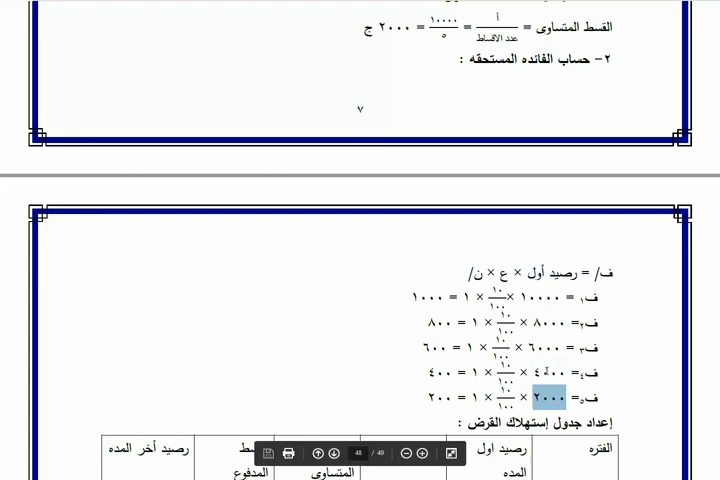 القسط المتساوى = أ / عدد الاقساط = ١٠٠٠٠ / ٥ = ٢٠٠٠ ج
٢- حساب الفائده المستحقه :
٧
ف/ = رصيد أول × ع × ن/
ف١ = ١٠٠٠٠ × ١٠/١٠٠ × ١ = ١٠٠٠
ف٢ = ٨٠٠٠ × ١٠/١٠٠ × ١ = ٨٠٠
ف٣ = ٦٠٠٠ × ١٠/١٠٠ × ١ = ٦٠٠
ف٤ = ٤٠٠٠ × ١٠/١٠٠ × ١ = ٤٠٠
ف٥ = ٢٠٠٠ × ١٠/١٠٠ × ١ = ٢٠٠
إعداد جدول إستهلاك القرض :
الفتره رصيد اول رصيد أخر المده
المده المتساوى المدفوع
48 / 49